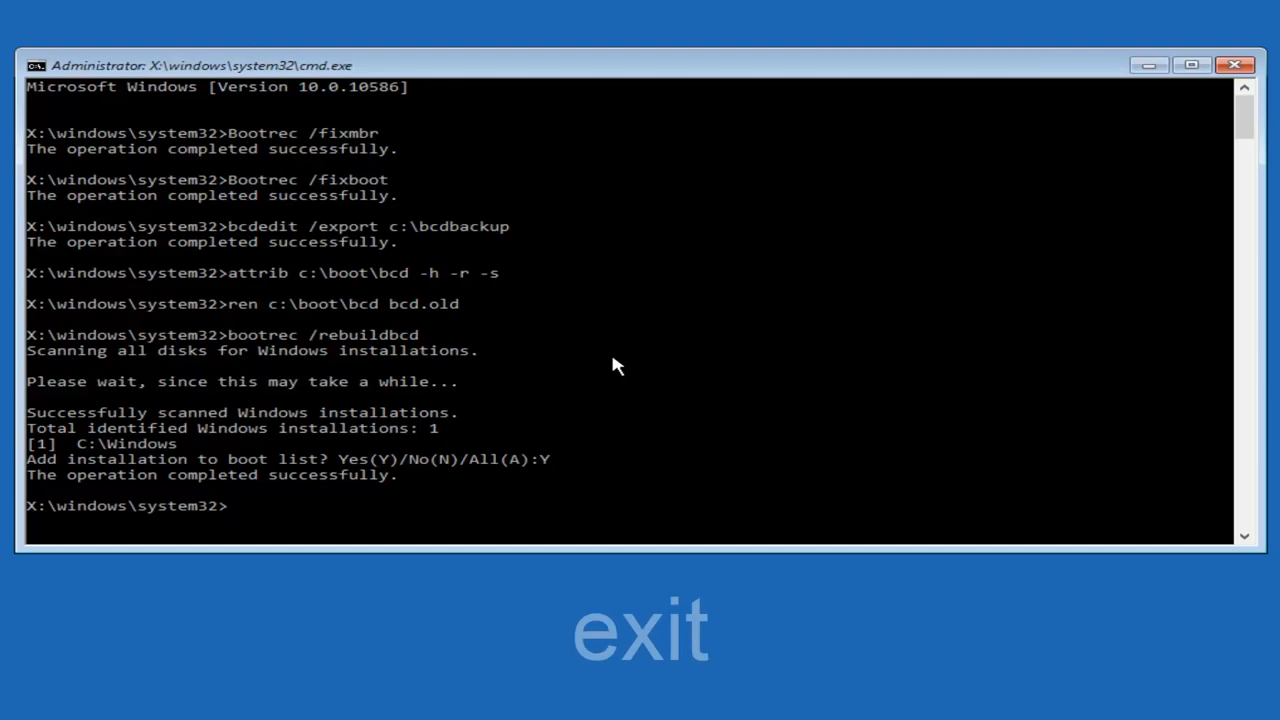 Administrator: X:\windows\system32\cmd.exe
Microsoft Windows [Version 10.0.10586]
X:\windows\system32>Bootrec /fixmbr
The operation completed successfully.
X:\windows\system32>Bootrec /fixboot
The operation completed successfully.
X:\windows\system32>bcdedit /export c:\bcdbackup
The operation completed successfully.
X:\windows\system32>attrib c:\boot\bcd -h -r -s
X:\windows\system32>ren c:\boot\bcd bcd.old
X:\windows\system32>bootrec /rebuildbcd
Scanning all disks for Windows installations.
Please wait, since this may take a while...
Successfully scanned Windows installations.
Total identified Windows installations: 1
[1]  C:\Windows
Add installation to boot list? Yes(Y)/No(N)/All(A):Y
The operation completed successfully.
X:\windows\system32>
exit